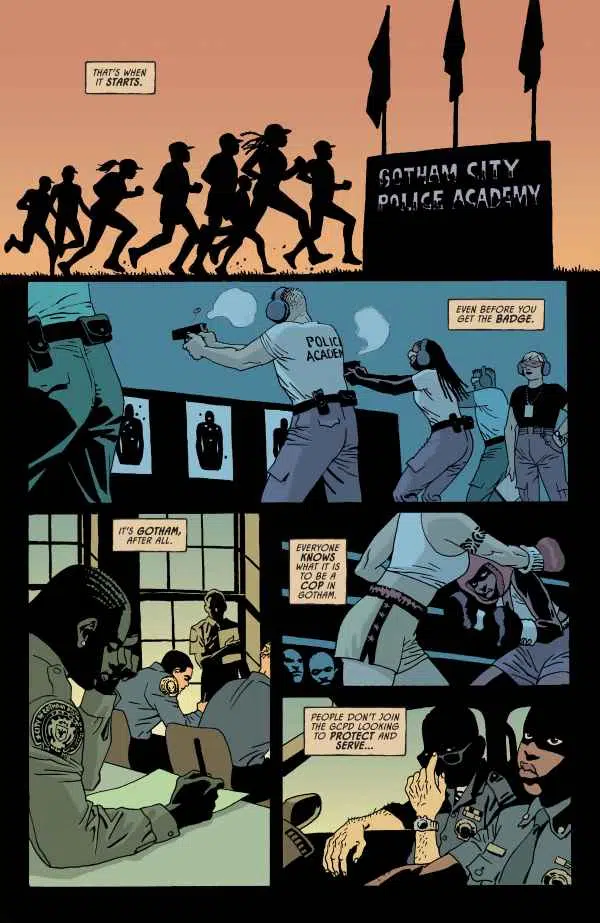 THAT'S WHEN
IT STARTS.
GOTHAM CITY
POLICE ACADEMY
POLICE
ACADEM
EVEN BEFORE YOU
GET THE BADGE.
IT'S GOTHAM,
AFTER ALL.
EVERYONE
KNOWS
WHAT IT IS
TO BE A
COP IN
GOTHAM.
PEOPLE DON'T JOIN
THE GCPD LOOKING
TO PROTECT AND
SERVE...